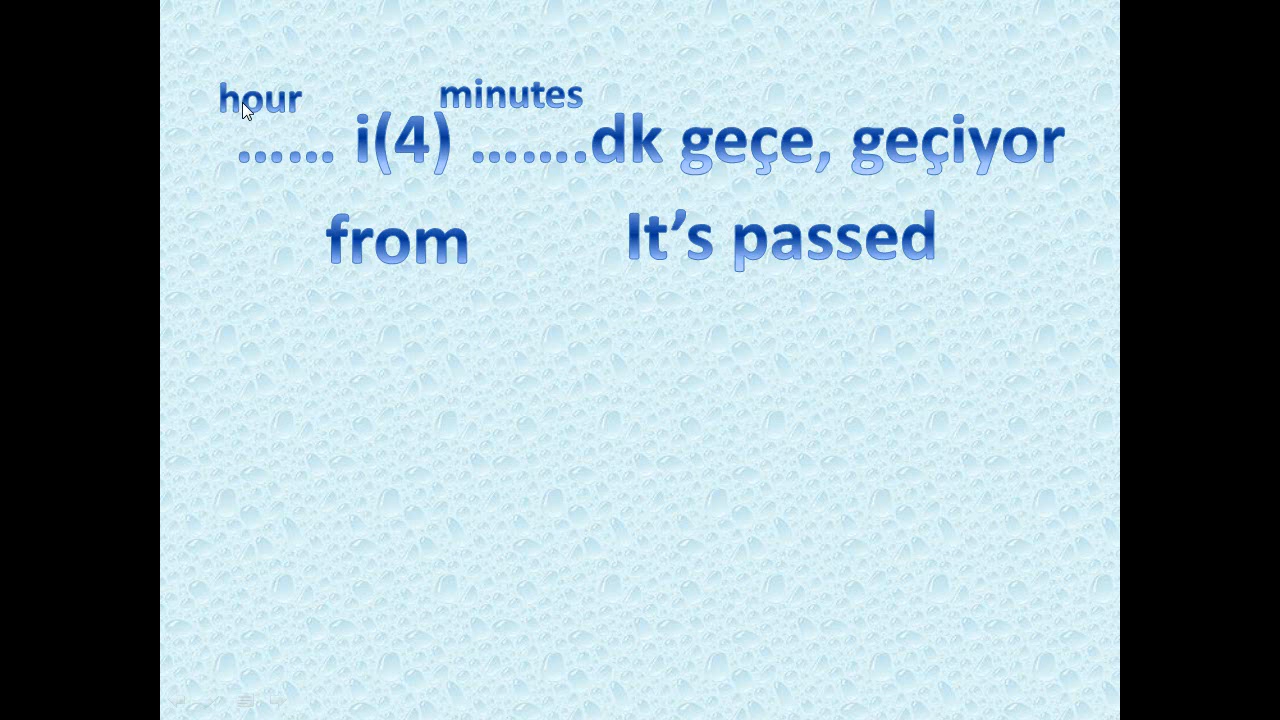 hour minutes
...... i(4) .......dk geçe, geçiyor
from It's passed